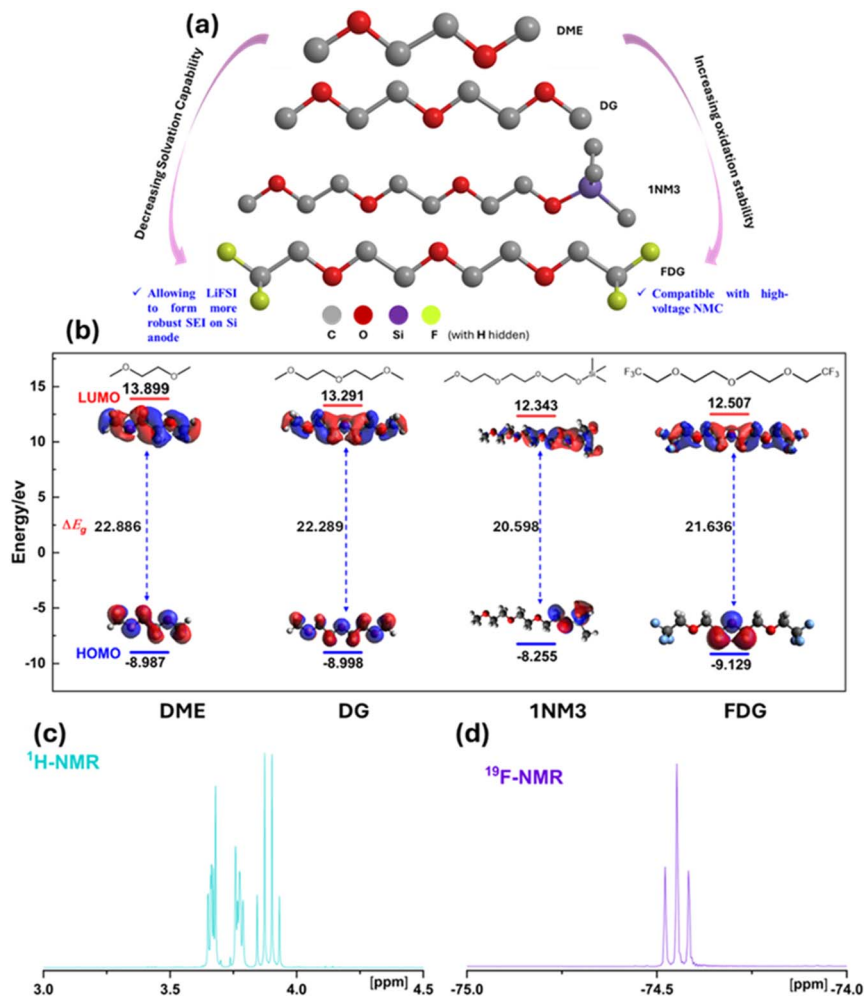 (a)
DME
DG
1NM3
FDG
Decreasing Solvation Capability
Increasing oxidation stability
✓ Allowing LiFSI
to form more
robust SEI on Si
anode
✓ Compatible with high-
voltage NMC
C O Si F (with H hidden)
(b)
Energy/ev
15
10
5
0
-5
-10
LUMO
13.899
13.291
12.343
12.507
O
O
O
O
O
O
O
O
O
Si
F3C
O
O
O
CF3
ΔEg
22.886
22.289
20.598
21.636
HOMO
-8.987
-8.998
-8.255
-9.129
DME DG 1NM3 FDG
(c)
1H-NMR
3.0 3.5 4.0 [ppm] 4.5
(d)
19F-NMR
-75.0 -74.5 [ppm] -74.0